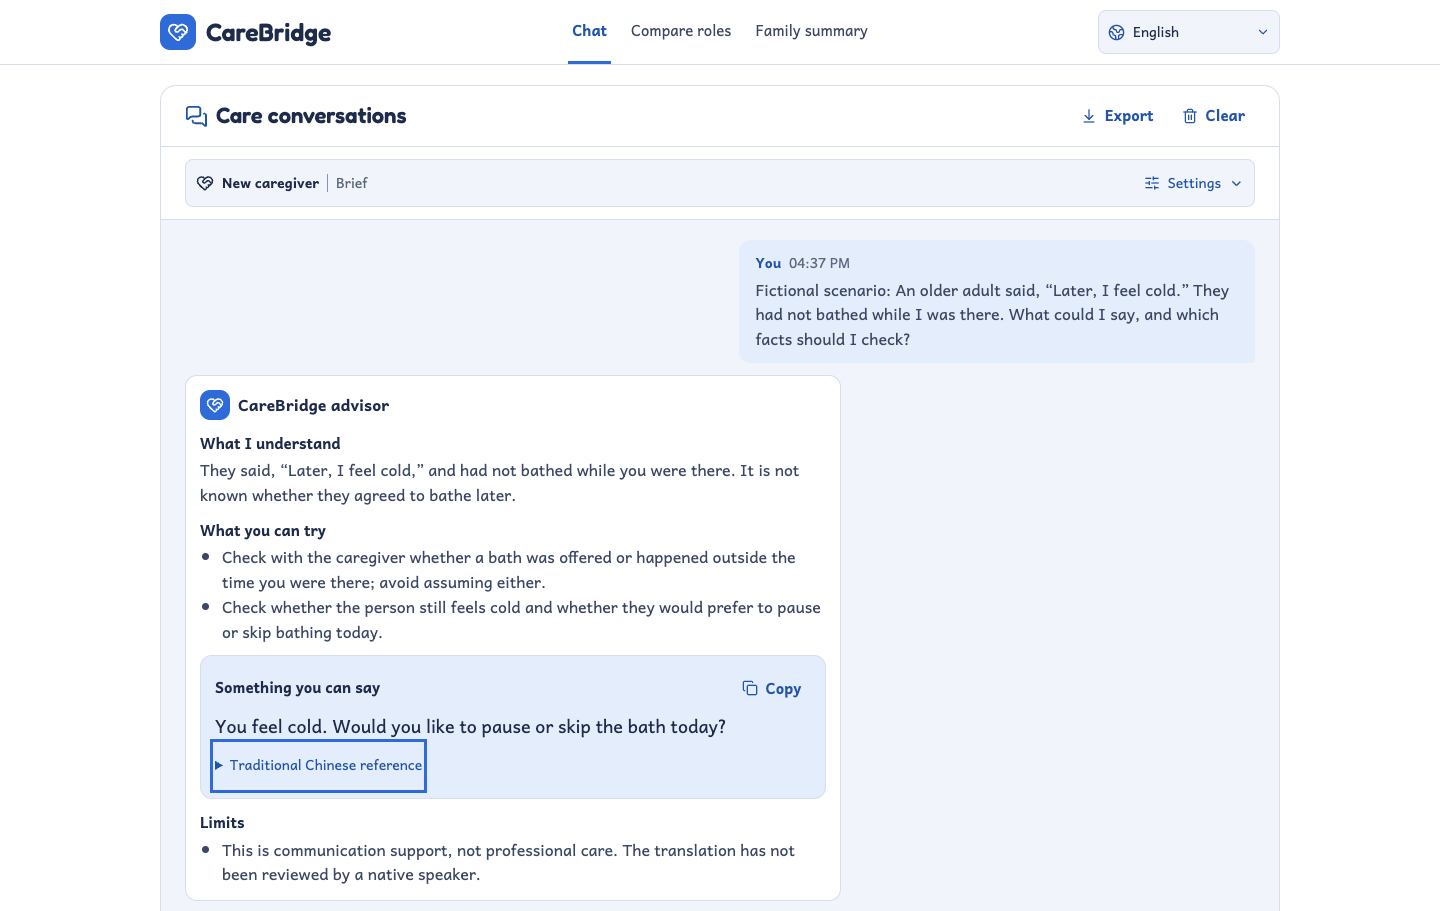 CareBridge
Chat
Compare roles
Family summary
English
Care conversations
Export
Clear
New caregiver
Brief
Settings
You 04:37 PM
Fictional scenario: An older adult said, “Later, I feel cold.” They
had not bathed while I was there. What could I say, and which
facts should I check?
CareBridge advisor
What I understand
They said, “Later, I feel cold,” and had not bathed while you were there. It is not
known whether they agreed to bathe later.
What you can try
Check with the caregiver whether a bath was offered or happened outside the
time you were there; avoid assuming either.
Check whether the person still feels cold and whether they would prefer to pause
or skip bathing today.
Something you can say
Copy
You feel cold. Would you like to pause or skip the bath today?
Traditional Chinese reference
Limits
This is communication support, not professional care. The translation has not
been reviewed by a native speaker.